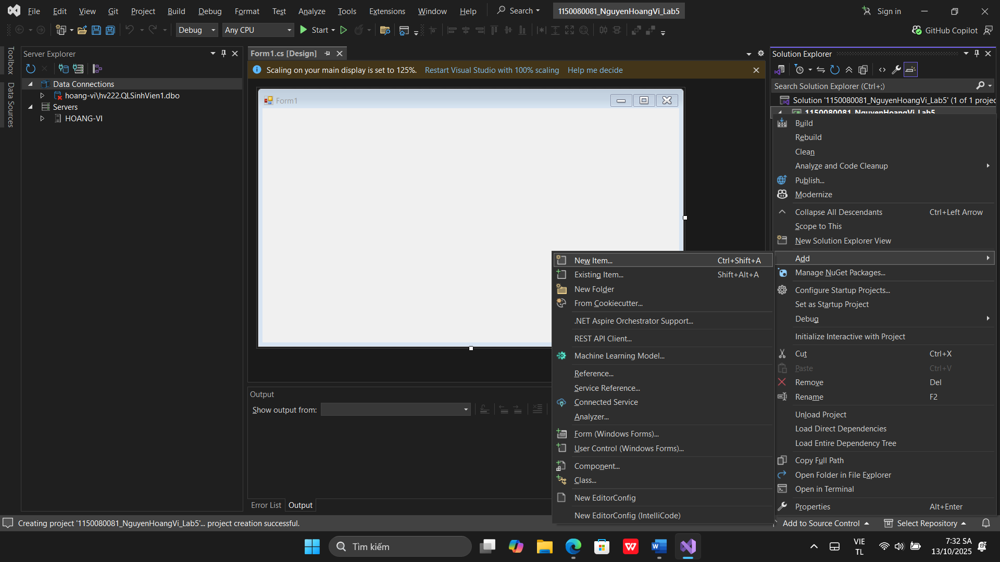 File Edit View Git Project Build Debug Format Test Analyze Tools Extensions Window Help Search 1150080081_NguyenHoangVi_Lab5 Sign in
Debug Any CPU Start GitHub Copilot
Toolbox
Data Sources
Server Explorer
Data Connections
hoang-vi\hv222.QLSinhVien1.dbo
Servers
HOANG-VI
Form1.cs [Design]
Scaling on your main display is set to 125%. Restart Visual Studio with 100% scaling Help me decide
Form1
Output
Show output from:
Error List Output
Solution Explorer
Search Solution Explorer (Ctrl+;)
Solution '1150080081_NguyenHoangVi_Lab5' (1 of 1 projec
1150080081_NguyenHoangVi_Lab5
Build
Rebuild
Clean
Analyze and Code Cleanup
Publish...
Modernize
Collapse All Descendants Ctrl+Left Arrow
Scope to This
New Solution Explorer View
Add
Manage NuGet Packages...
Configure Startup Projects...
Set as Startup Project
Debug
Initialize Interactive with Project
Cut Ctrl+X
Paste Ctrl+V
Remove Del
Rename F2
Unload Project
Load Direct Dependencies
Load Entire Dependency Tree
Copy Full Path
Open Folder in File Explorer
Open in Terminal
Properties Alt+Enter
New Item... Ctrl+Shift+A
Existing Item... Shift+Alt+A
New Folder
From Cookiecutter...
.NET Aspire Orchestrator Support...
REST API Client...
Machine Learning Model...
Reference...
Service Reference...
Connected Service
Analyzer...
Form (Windows Forms)...
User Control (Windows Forms)...
Component...
Class...
New EditorConfig
New EditorConfig (IntelliCode)
Creating project '1150080081_NguyenHoangVi_Lab5'... project creation successful. Add to Source Control Select Repository
Tìm kiếm
VIE
TL
7:32 SA
13/10/2025